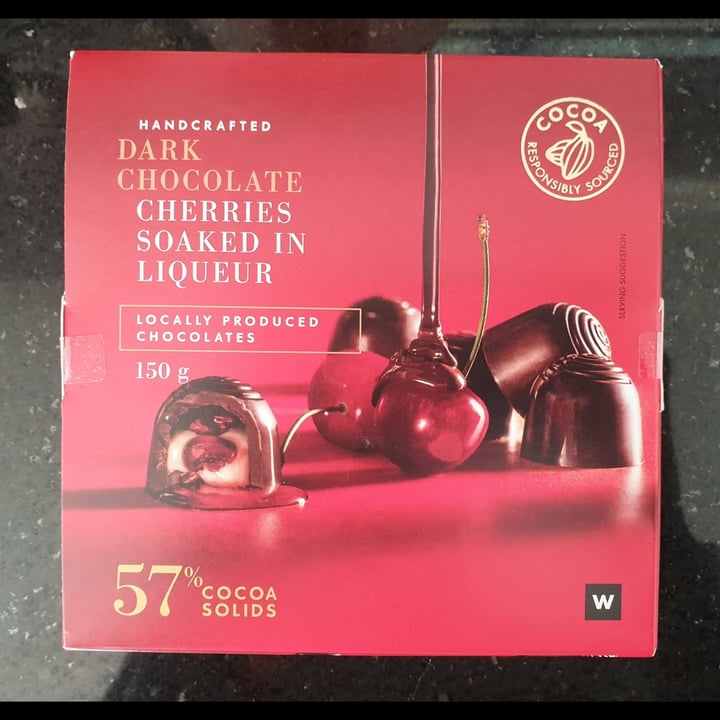 HANDCRAFTED
DARK
CHOCOLATE
CHERRIES
SOAKED IN
LIQUEUR
LOCALLY PRODUCED
CHOCOLATES
150 g
COCOA
RESPONSIBLY SOURCED
SERVING SUGGESTION
57% COCOA
SOLIDS
W